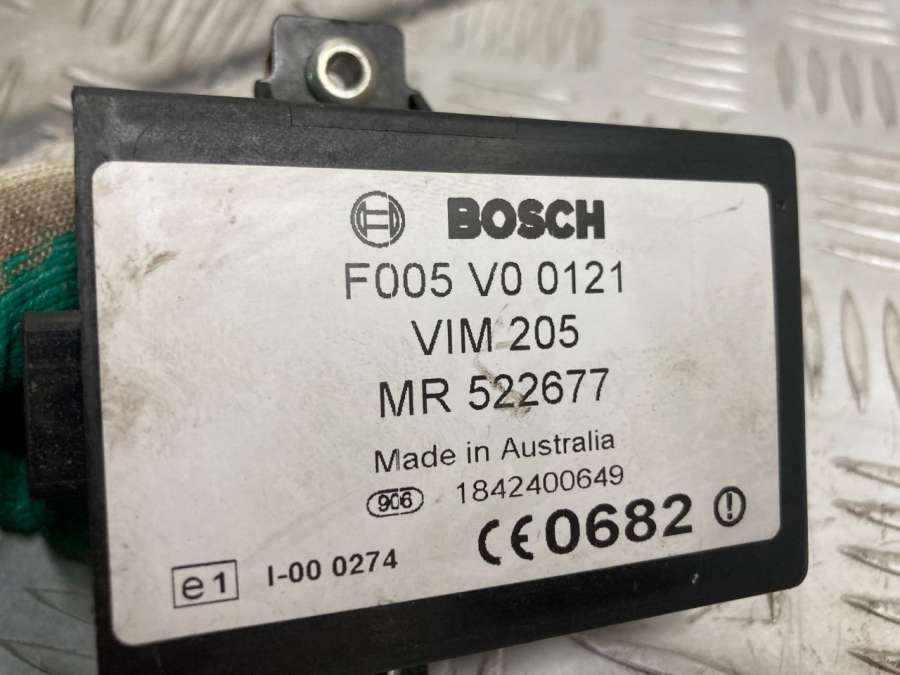 BOSCH
F005 V0 0121
VIM 205
MR 522677
Made in Australia
906 1842400649
CE0682 !
e1 I-00 0274